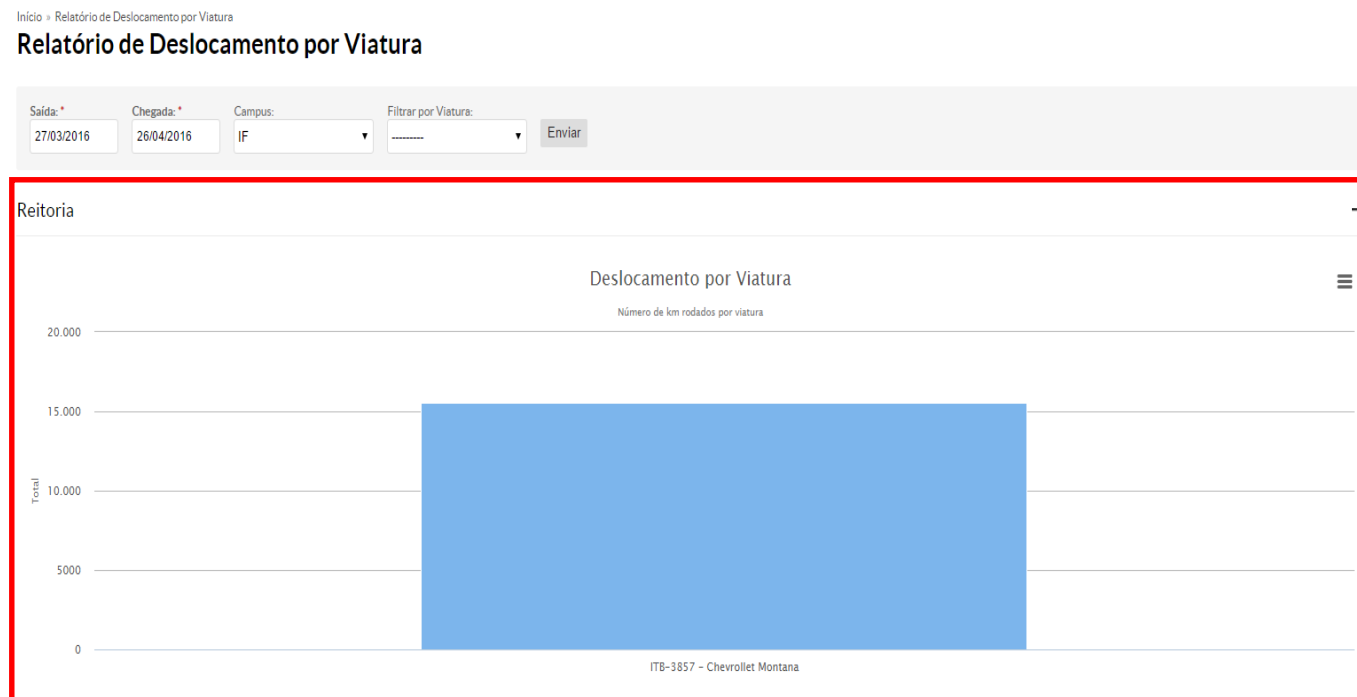 Início » Relatório de Deslocamento por Viatura
Relatório de Deslocamento por Viatura
Saída: * Chegada: * Campus: Filtrar por Viatura:
27/03/2016 26/04/2016 IF --------- Enviar
Reitoria
Deslocamento por Viatura
Número de km rodados por viatura
20.000
15.000
10.000
5000
0
Total
ITB-3857 - Chevrollet Montana